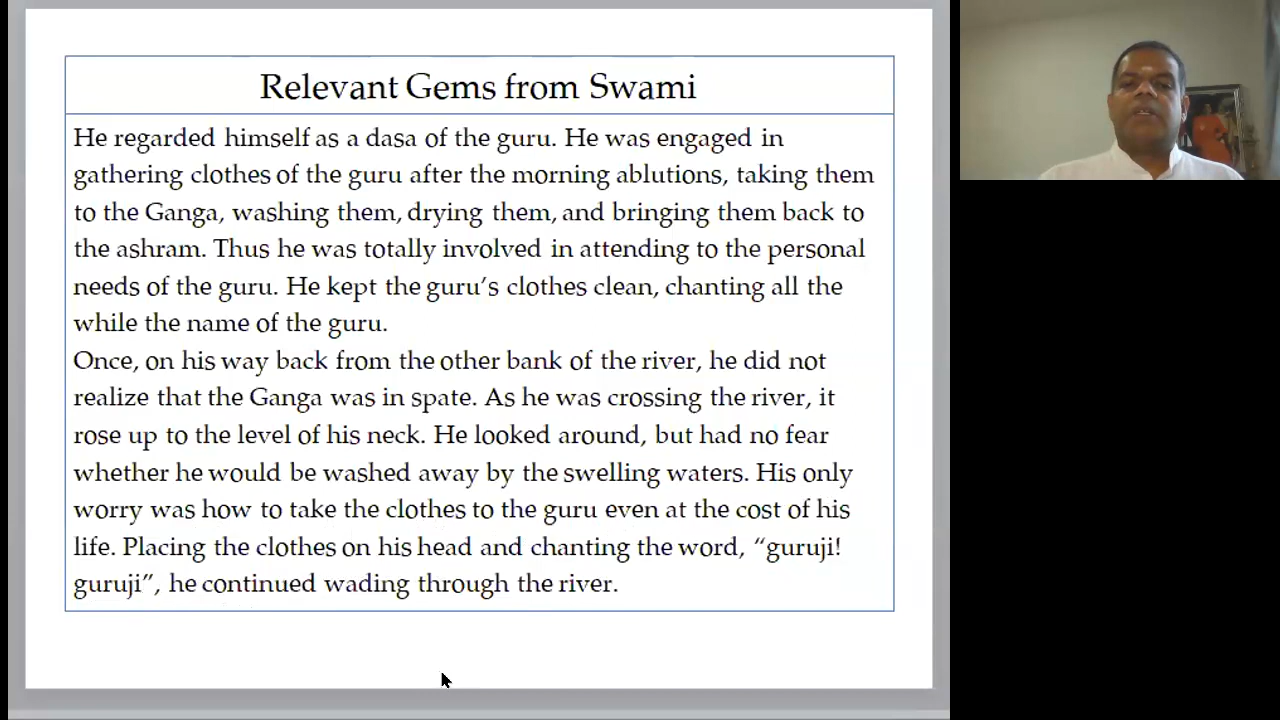 Relevant Gems from Swami
He regarded himself as a dasa of the guru. He was engaged in
gathering clothes of the guru after the morning ablutions, taking them
to the Ganga, washing them, drying them, and bringing them back to
the ashram. Thus he was totally involved in attending to the personal
needs of the guru. He kept the guru’s clothes clean, chanting all the
while the name of the guru.
Once, on his way back from the other bank of the river, he did not
realize that the Ganga was in spate. As he was crossing the river, it
rose up to the level of his neck. He looked around, but had no fear
whether he would be washed away by the swelling waters. His only
worry was how to take the clothes to the guru even at the cost of his
life. Placing the clothes on his head and chanting the word, “guruji!
guruji”, he continued wading through the river.